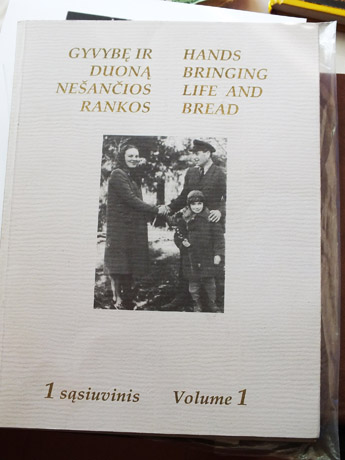 GYVYBĘ IR
DUONĄ
NEŠANČIOS
RANKOS
HANDS
BRINGING
LIFE AND
BREAD
1 sąsiuvinis
Volume 1